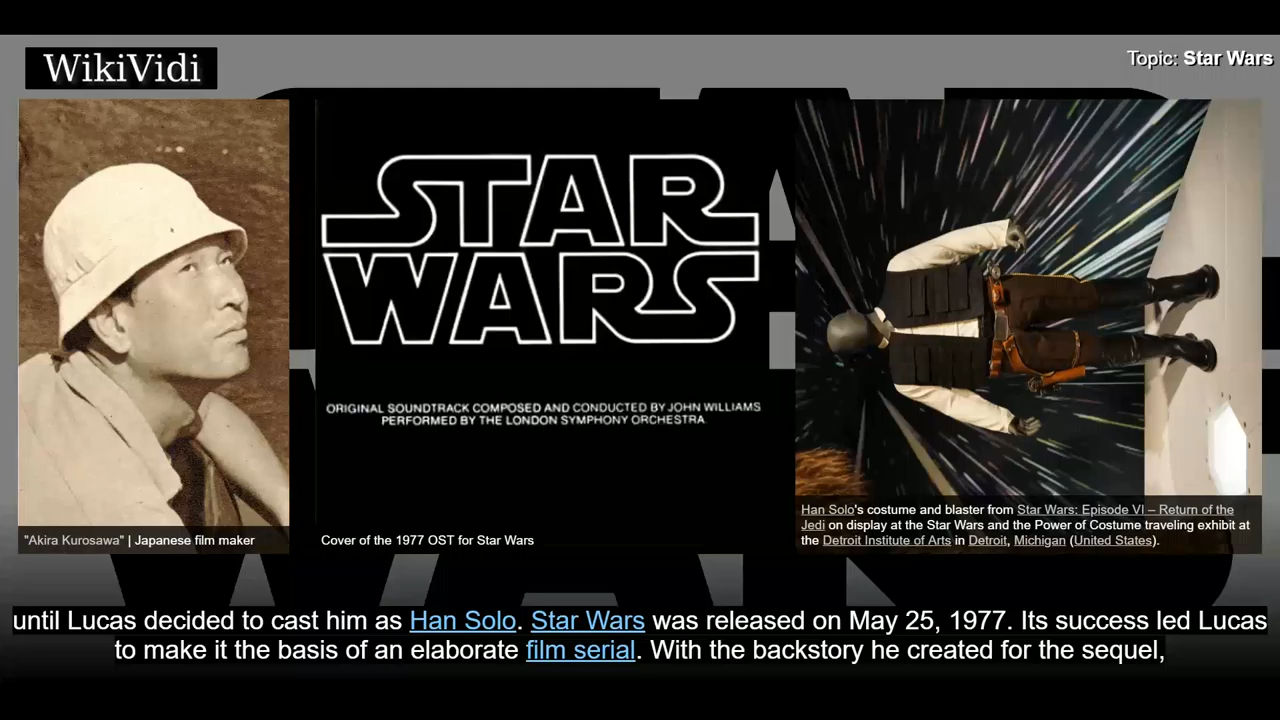 WikiVidi
Topic: Star Wars
STAR
WARS
ORIGINAL SOUNDTRACK COMPOSED AND CONDUCTED BY JOHN WILLIAMS
PERFORMED BY THE LONDON SYMPHONY ORCHESTRA.
"Akira Kurosawa" | Japanese film maker
Cover of the 1977 OST for Star Wars
Han Solo's costume and blaster from Star Wars: Episode VI – Return of the
Jedi on display at the Star Wars and the Power of Costume traveling exhibit at
the Detroit Institute of Arts in Detroit, Michigan (United States).
until Lucas decided to cast him as Han Solo. Star Wars was released on May 25, 1977. Its success led Lucas
to make it the basis of an elaborate film serial. With the backstory he created for the sequel,